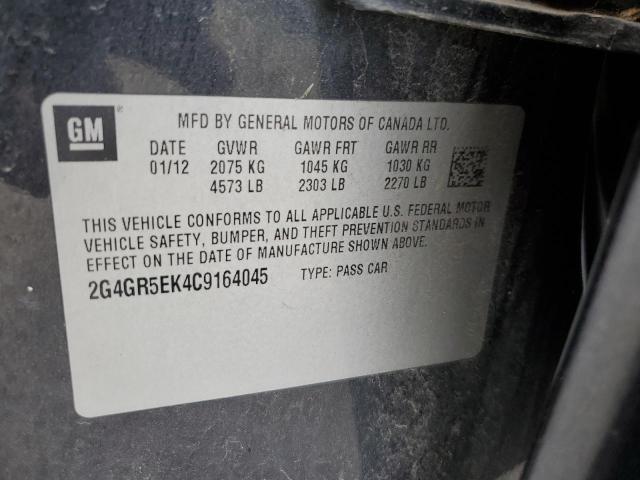 GM
MFD BY GENERAL MOTORS OF CANADA LTD.
DATE GVWR GAWR FRT GAWR RR
01/12 2075 KG 1045 KG 1030 KG
4573 LB 2303 LB 2270 LB
THIS VEHICLE CONFORMS TO ALL APPLICABLE U.S. FEDERAL MOTOR
VEHICLE SAFETY, BUMPER, AND THEFT PREVENTION STANDARDS IN
EFFECT ON THE DATE OF MANUFACTURE SHOWN ABOVE.
2G4GR5EK4C9164045 TYPE: PASS CAR